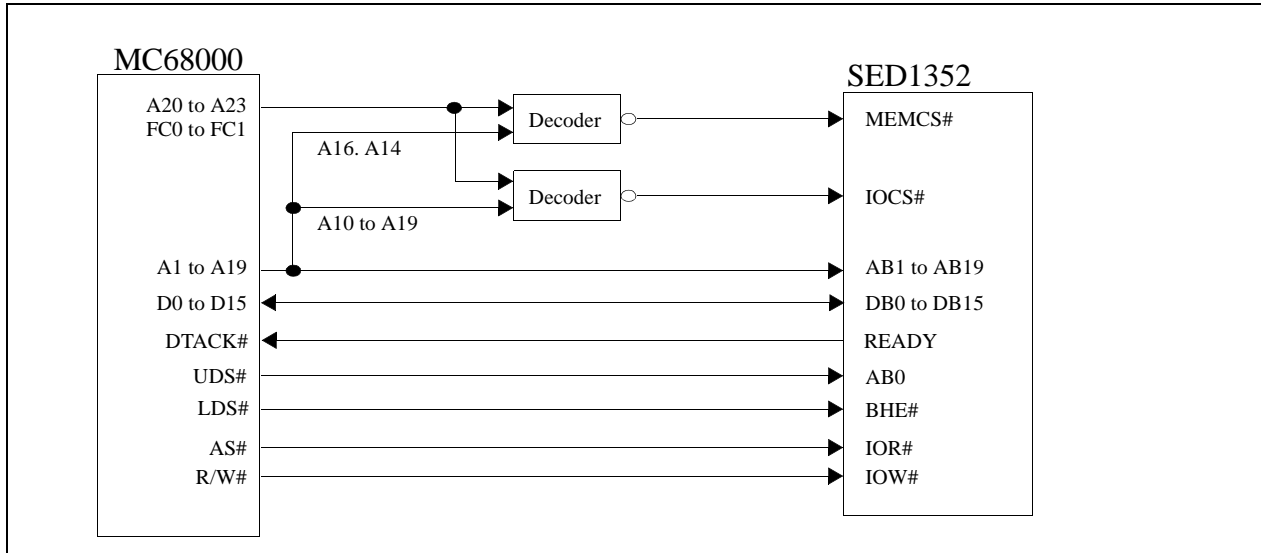 MC68000
SED1352
A20 to A23
FC0 to FC1
Decoder
MEMCS#
A16. A14
Decoder
IOCS#
A10 to A19
A1 to A19
AB1 to AB19
D0 to D15
DB0 to DB15
DTACK#
READY
UDS#
AB0
LDS#
BHE#
AS#
IOR#
R/W#
IOW#